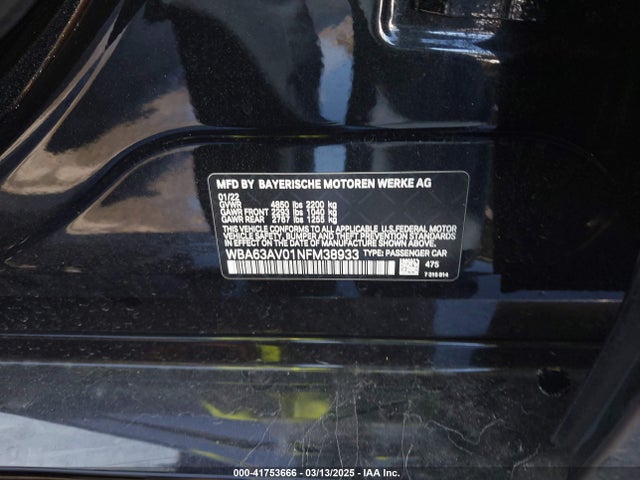 MFD BY BAYERISCHE MOTOREN WERKE AG
01/22
GVWR 4850 lbs 2200 kg
GAWR FRONT 2293 lbs 1040 kg
GAWR REAR 2767 lbs 1255 kg
THIS VEHICLE CONFORMS TO ALL APPLICABLE U.S.FEDERAL MOTOR
VEHICLE SAFETY, BUMPER AND THEFT PREVENTION STANDARDS
IN EFFECT ON THE DATE OF MANUFACTURE SHOWN ABOVE.
WBA63AV01NFM38933 TYPE: PASSENGER CAR
475
7 315 814
000-41753666 - 03/13/2025 - IAA Inc.